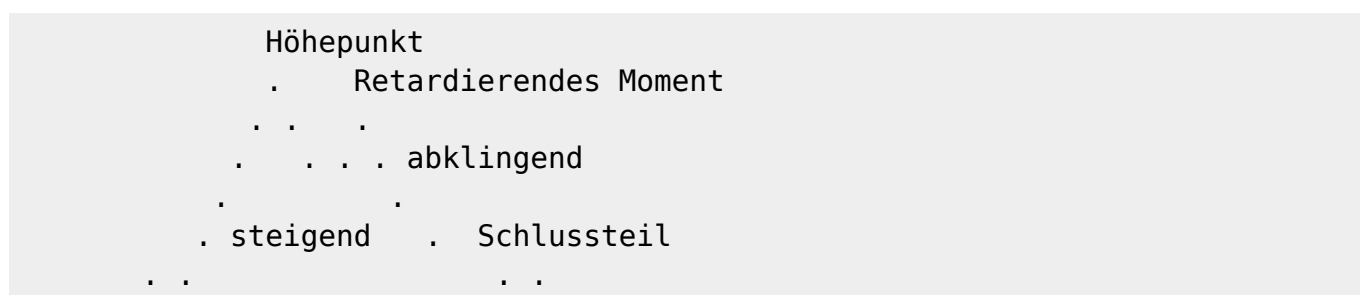 Höhepunkt
. Retardierendes Moment
. . .
. . . . abklingend
. .
. steigend . Schlussteil
. . . .